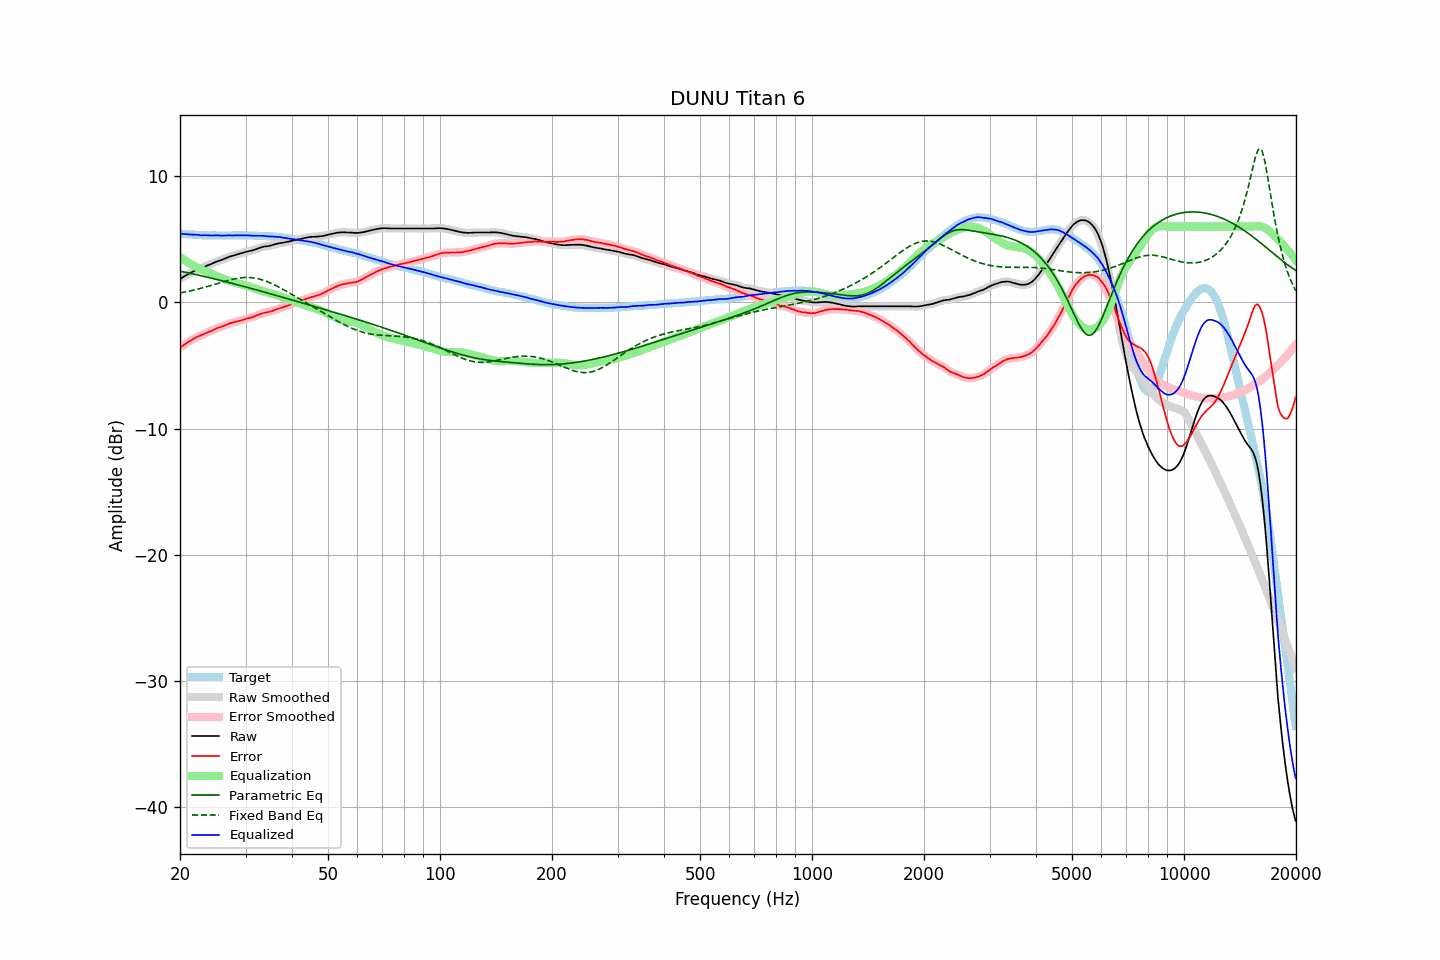 DUNU Titan 6
Amplitude (dBr)
10
0
−10
−20
−30
−40
Target
Raw Smoothed
Error Smoothed
Raw
Error
Equalization
Parametric Eq
Fixed Band Eq
Equalized
20 50 100 200 500 1000 2000 5000 10000 20000
Frequency (Hz)